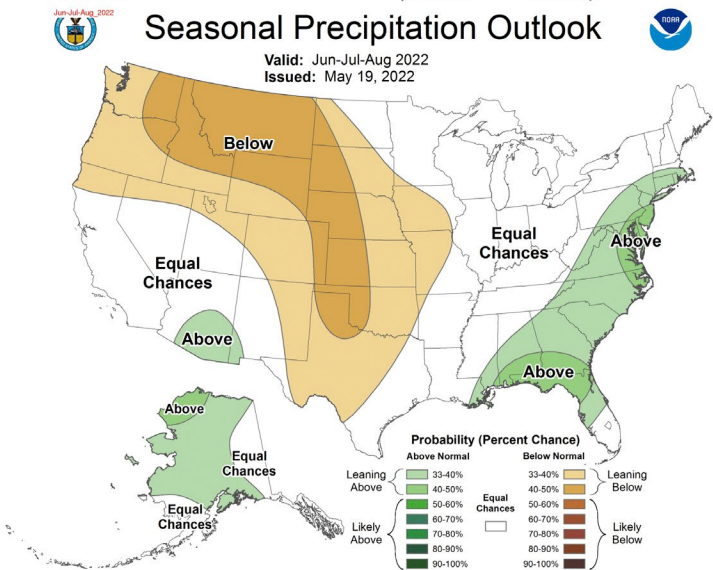 Jun-Jul-Aug_2022
Seasonal Precipitation Outlook
NOAA
Valid: Jun-Jul-Aug 2022
Issued: May 19, 2022
Below
Equal
Chances
Above
Equal
Chances
Above
Above
Above
Equal
Chances
Equal
Chances
Probability (Percent Chance)
Above Normal
Below Normal
Leaning
Above
33-40%
40-50%
Likely
Above
50-60%
60-70%
70-80%
80-90%
90-100%
Equal
Chances
33-40%
40-50%
Leaning
Below
50-60%
60-70%
70-80%
80-90%
90-100%
Likely
Below